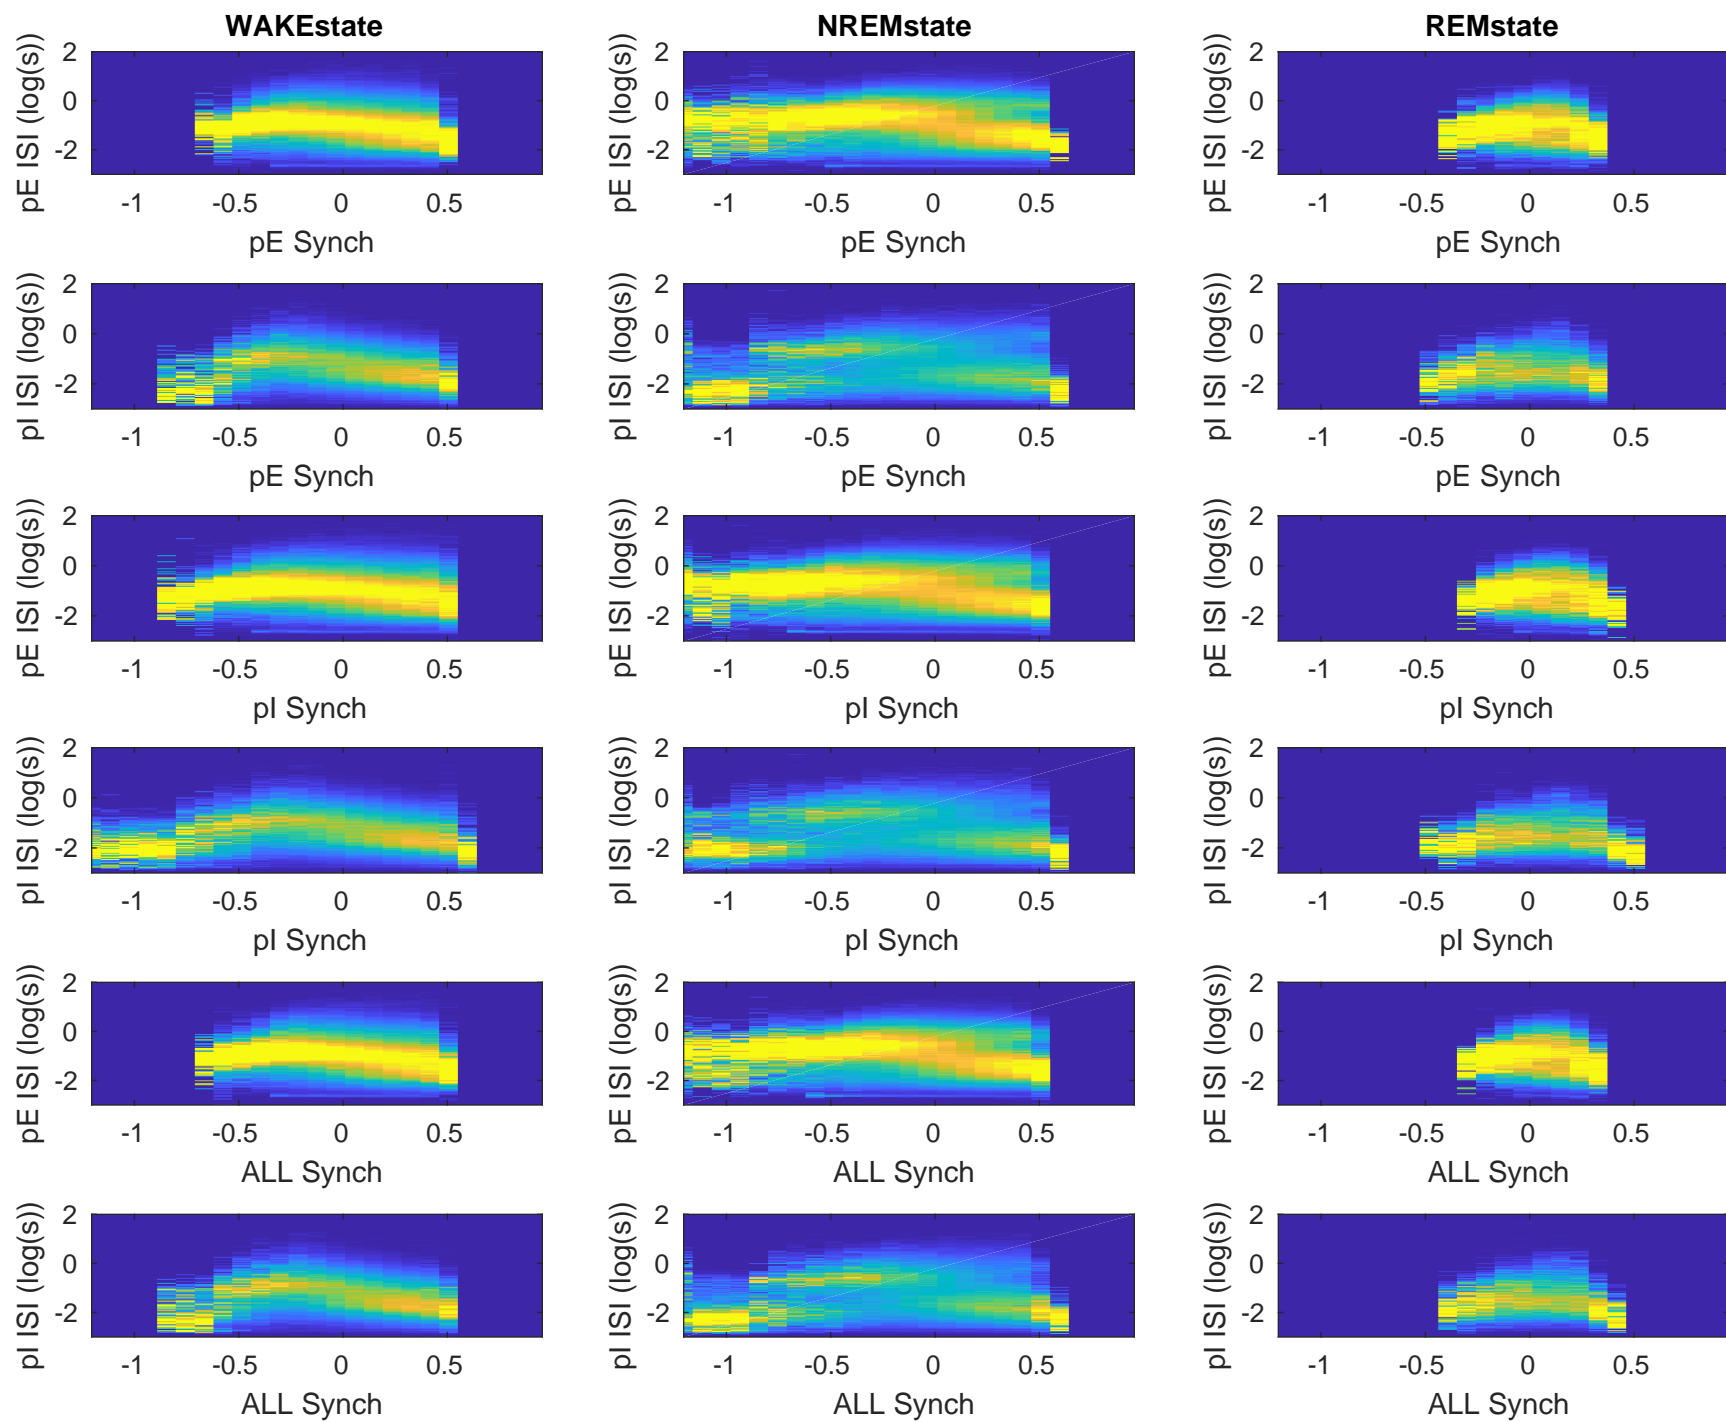 WAKEstate NREMstate REMstate
pE ISI (log(s)) 2 0 -2 pE ISI (log(s)) 2 0 -2 pE ISI (log(s)) 2 0 -2
-1 -0.5 0 0.5 -1 -0.5 0 0.5 -1 -0.5 0 0.5
pE Synch pE Synch pE Synch
pI ISI (log(s)) 2 0 -2 pI ISI (log(s)) 2 0 -2 pI ISI (log(s)) 2 0 -2
-1 -0.5 0 0.5 -1 -0.5 0 0.5 -1 -0.5 0 0.5
pE Synch pE Synch pE Synch
pE ISI (log(s)) 2 0 -2 pE ISI (log(s)) 2 0 -2 pE ISI (log(s)) 2 0 -2
-1 -0.5 0 0.5 -1 -0.5 0 0.5 -1 -0.5 0 0.5
pI Synch pI Synch pI Synch
pI ISI (log(s)) 2 0 -2 pI ISI (log(s)) 2 0 -2 pI ISI (log(s)) 2 0 -2
-1 -0.5 0 0.5 -1 -0.5 0 0.5 -1 -0.5 0 0.5
pI Synch pI Synch pI Synch
pE ISI (log(s)) 2 0 -2 pE ISI (log(s)) 2 0 -2 pE ISI (log(s)) 2 0 -2
-1 -0.5 0 0.5 -1 -0.5 0 0.5 -1 -0.5 0 0.5
ALL Synch ALL Synch ALL Synch
pI ISI (log(s)) 2 0 -2 pI ISI (log(s)) 2 0 -2 pI ISI (log(s)) 2 0 -2
-1 -0.5 0 0.5 -1 -0.5 0 0.5 -1 -0.5 0 0.5
ALL Synch ALL Synch ALL Synch